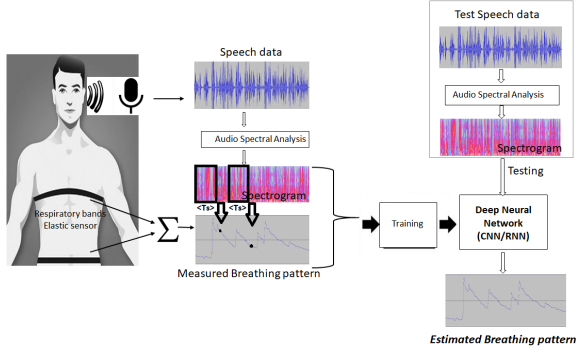 Test Speech data
Speech data
Audio Spectral Analysis
Audio Spectral Analysis
Spectrogram
Testing
Spectrogram
<Ts>
<Ts>
Respiratory bands
Elastic sensor
Σ
Training
Deep Neural
Network
(CNN/RNN)
Measured Breathing pattern
Estimated Breathing pattern